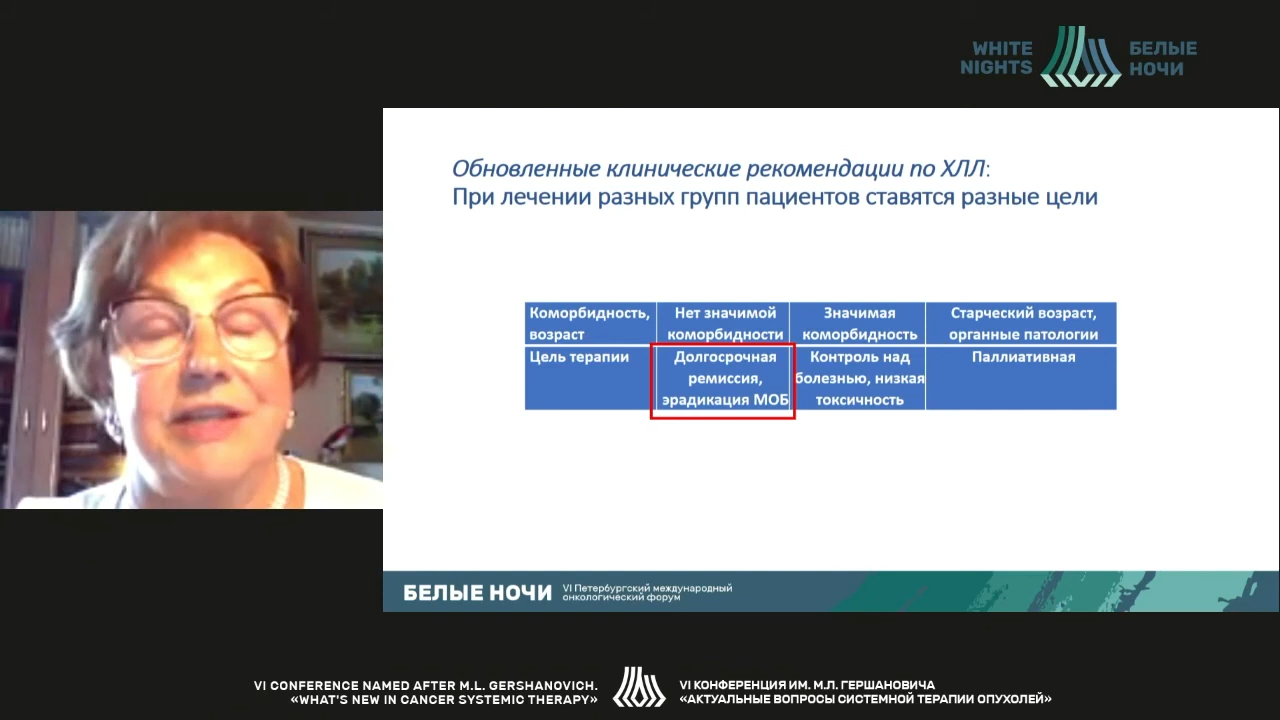 WHITE
NIGHTS
БЕЛЫЕ
НОЧИ
Обновленные клинические рекомендации по ХЛЛ:
При лечении разных групп пациентов ставятся разные цели
Коморбидность,
возраст
Нет значимой
коморбидности
Значимая
коморбидность
Старческий возраст,
органные патологии
Цель терапии
Долгосрочная
ремиссия,
эрадикация МОБ
Контроль над
болезнью, низкая
токсичность
Паллиативная
БЕЛЫЕ НОЧИ
VI Петербургский международный
онкологический форум
VI CONFERENCE NAMED AFTER M.L. GERSHANOVICH.
«WHAT'S NEW IN CANCER SYSTEMIC THERAPY»
VI КОНФЕРЕНЦИЯ ИМ. М.Л. ГЕРШАНОВИЧА
«АКТУАЛЬНЫЕ ВОПРОСЫ СИСТЕМНОЙ ТЕРАПИИ ОПУХОЛЕЙ»